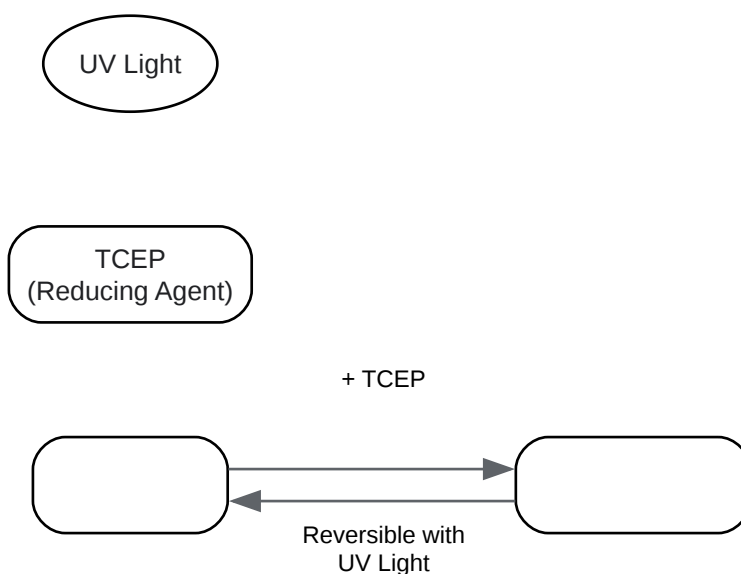 UV Light
TCEP
(Reducing Agent)
+ TCEP
Reversible with
UV Light